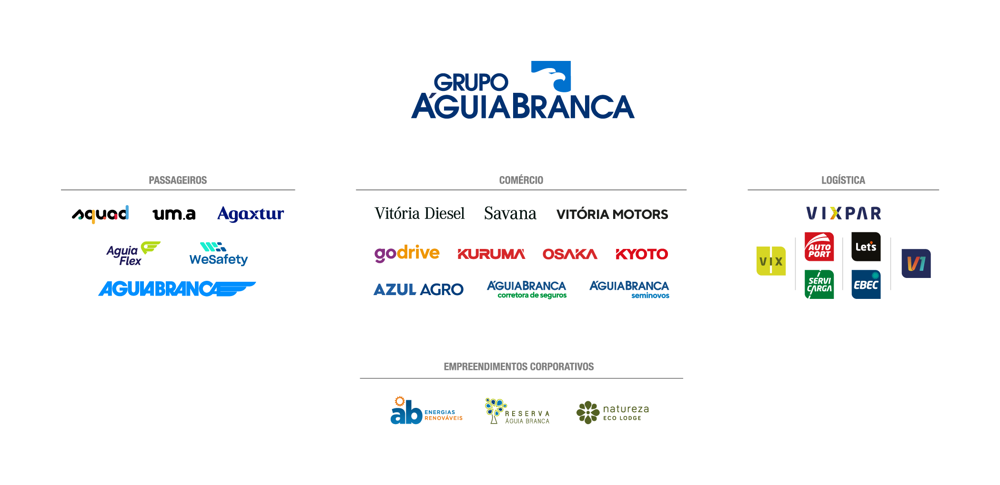 GRUPO
ÁGUIABRANCA
PASSAGEIROS
squad um.a Agaxtur
Aguia
Flex
WeSafety
AGUIABRANCA
COMÉRCIO
Vitória Diesel Savana VITÓRIA MOTORS
godrive KURUMA OSAKA KYOTO
AZUL AGRO
ÁGUIABRANCA
corretora de seguros
ÁGUIABRANCA
seminovos
LOGÍSTICA
VIXPAR
VIX
AUTO
PORT
SERVI
CARGA
Let's
EBEC
V1
EMPREENDIMENTOS CORPORATIVOS
ab
ENERGIAS
RENOVÁVEIS
RESERVA
ÁGUIA BRANCA
natureza
ECO LODGE